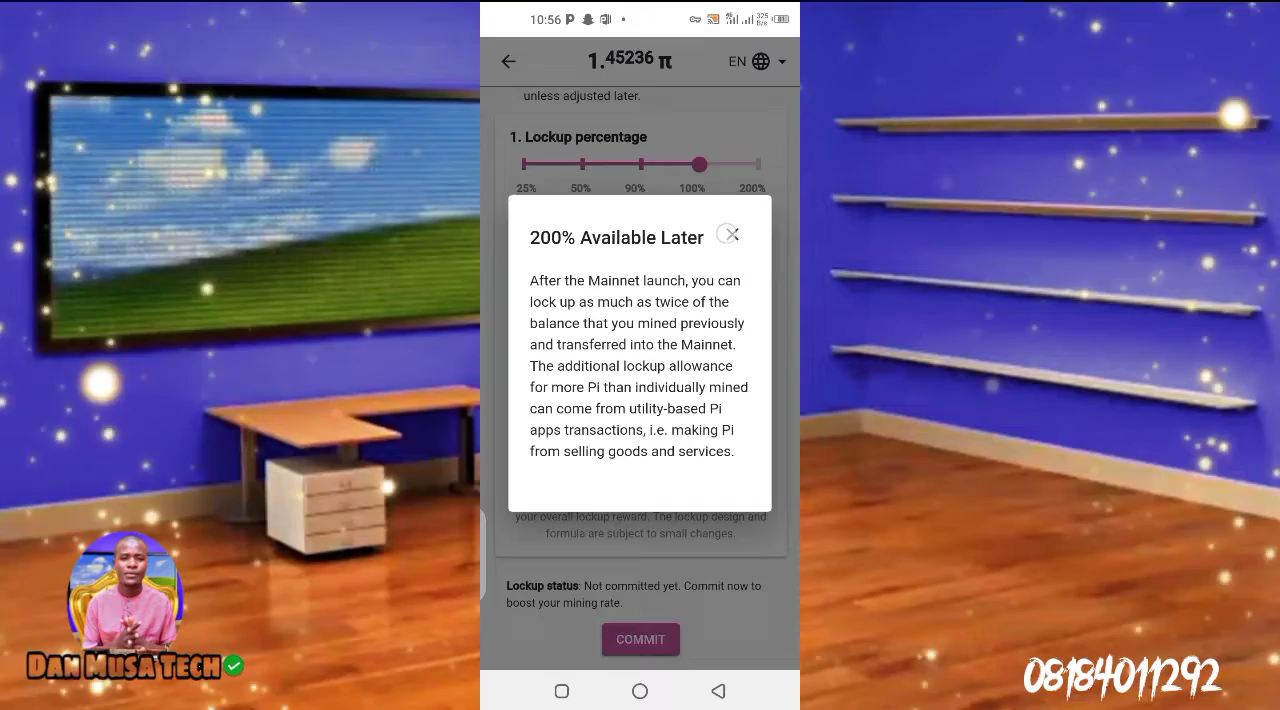 10:56
325
B/s
1.45236 π
EN
unless adjusted later.
1. Lockup percentage
25% 50% 90% 100% 200%
200% Available Later
After the Mainnet launch, you can
lock up as much as twice of the
balance that you mined previously
and transferred into the Mainnet.
The additional lockup allowance
for more Pi than individually mined
can come from utility-based Pi
apps transactions, i.e. making Pi
from selling goods and services.
your overall lockup reward. The lockup design and
formula are subject to small changes.
Lockup status: Not committed yet. Commit now to
boost your mining rate.
COMMIT
DAN MUSA TECH
08184011292